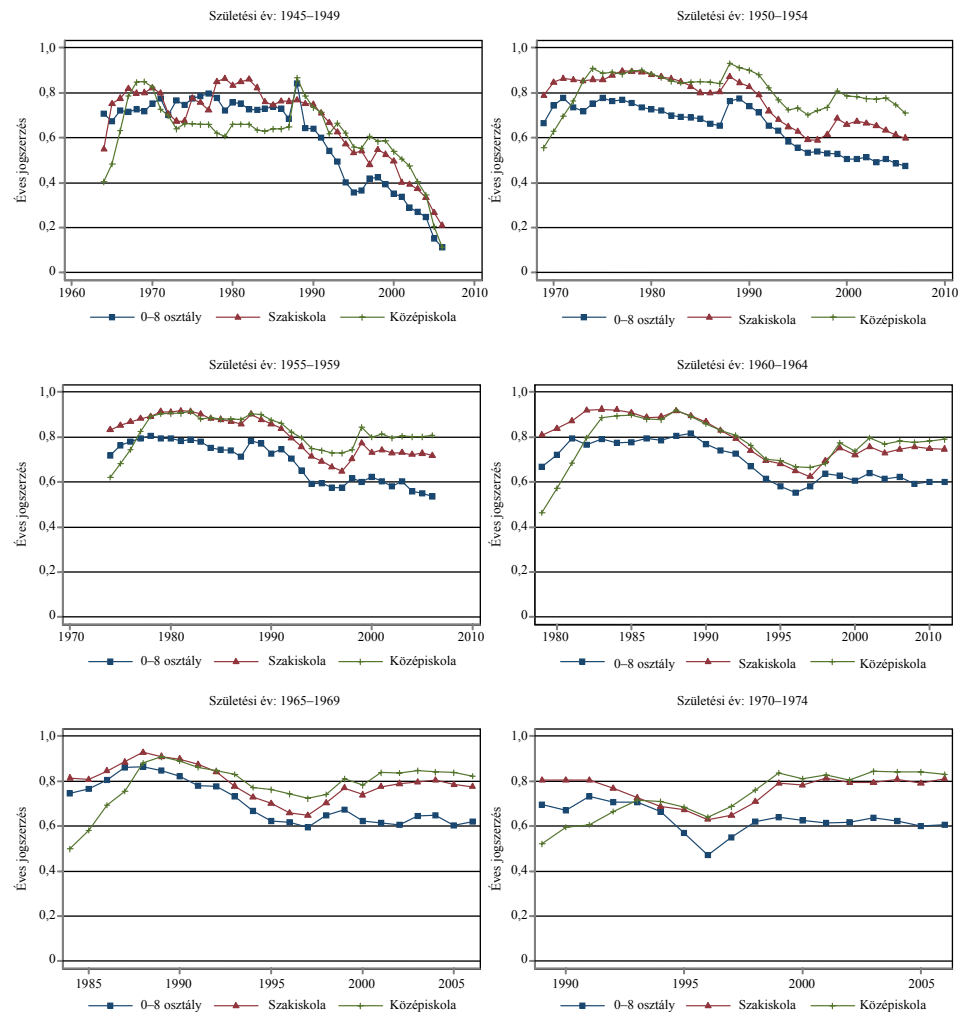 Születési év: 1945–1949
Éves jogszerzés
1,0
0,8
0,6
0,4
0,2
0
1960 1970 1980 1990 2000 2010
0–8 osztály Szakiskola Középiskola
Születési év: 1950–1954
Éves jogszerzés
1,0
0,8
0,6
0,4
0,2
0
1970 1980 1990 2000 2010
0–8 osztály Szakiskola Középiskola
Születési év: 1955–1959
Éves jogszerzés
1,0
0,8
0,6
0,4
0,2
0
1970 1980 1990 2000 2010
0–8 osztály Szakiskola Középiskola
Születési év: 1960–1964
Éves jogszerzés
1,0
0,8
0,6
0,4
0,2
0
1980 1985 1990 1995 2000 2005 2010
0–8 osztály Szakiskola Középiskola
Születési év: 1965–1969
Éves jogszerzés
1,0
0,8
0,6
0,4
0,2
0
1985 1990 1995 2000 2005
0–8 osztály Szakiskola Középiskola
Születési év: 1970–1974
Éves jogszerzés
1,0
0,8
0,6
0,4
0,2
0
1990 1995 2000 2005
0–8 osztály Szakiskola Középiskola